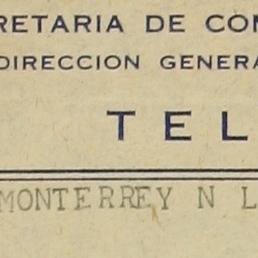 RETARIA DE COM
DIRECCION GENERA
TEL
MONTERREY N L